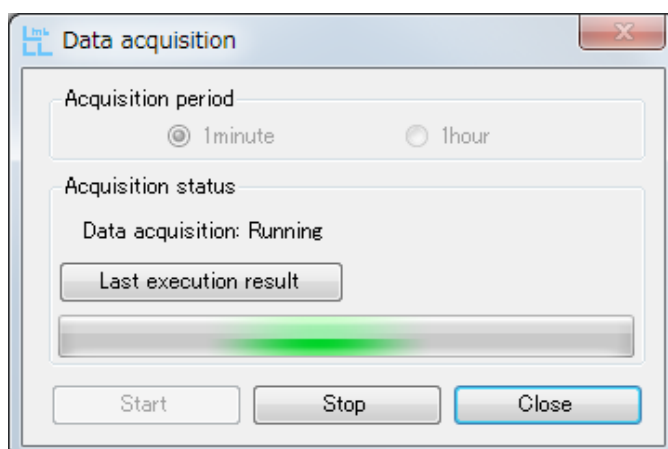 Data acquisition
Acquisition period
1minute 1hour
Acquisition status
Data acquisition: Running
Last execution result
Start Stop Close